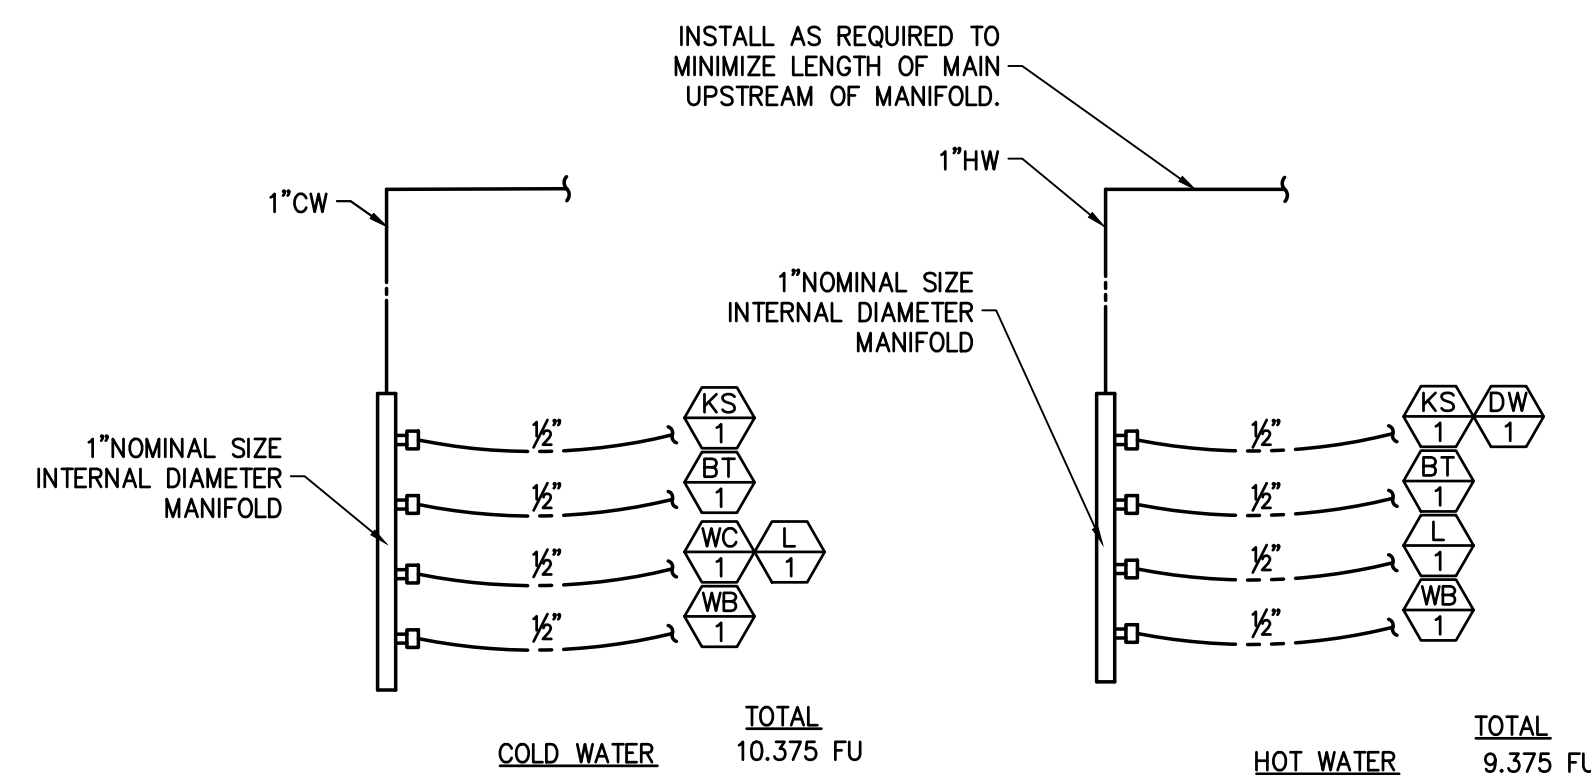 INSTALL AS REQUIRED TO
MINIMIZE LENGTH OF MAIN
UPSTREAM OF MANIFOLD.
1"CW
1"HW
1"NOMINAL SIZE
INTERNAL DIAMETER
MANIFOLD
1"NOMINAL SIZE
INTERNAL DIAMETER
MANIFOLD
½"
KS
1
½"
BT
1
½"
WC
1
L
1
½"
WB
1
½"
KS
1
DW
1
½"
BT
1
½"
L
1
½"
WB
1
COLD WATER
TOTAL
10.375 FU
HOT WATER
TOTAL
9.375 FU